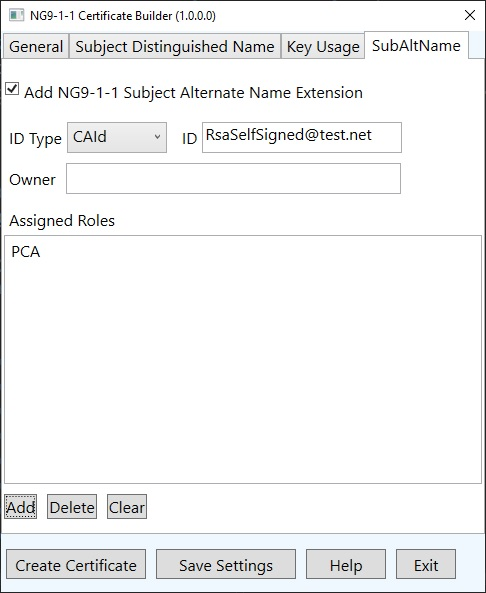 NG9-1-1 Certificate Builder (1.0.0.0)
General Subject Distinguished Name Key Usage SubAltName
Add NG9-1-1 Subject Alternate Name Extension
ID Type CAId ID RsaSelfSigned@test.net
Owner
Assigned Roles
PCA
Add Delete Clear
Create Certificate Save Settings Help Exit